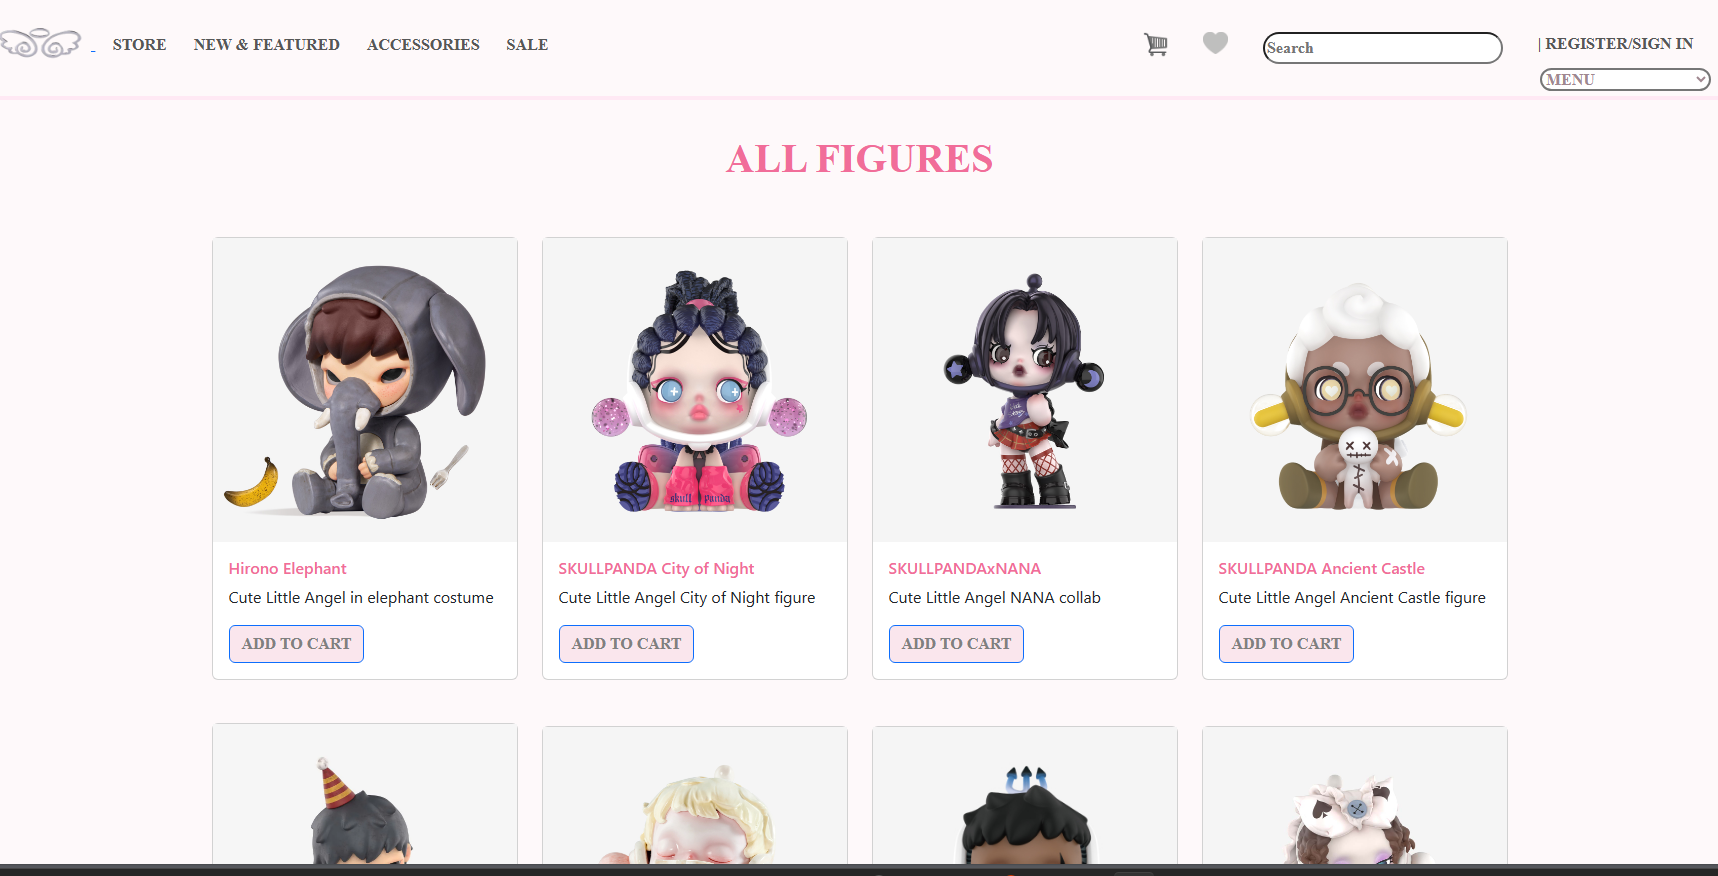 STORE NEW & FEATURED ACCESSORIES SALE Search | REGISTER/SIGN IN
MENU
ALL FIGURES
skull panda
Hirono Elephant
Cute Little Angel in elephant costume
ADD TO CART
SKULLPANDA City of Night
Cute Little Angel City of Night figure
ADD TO CART
SKULLPANDAxNANA
Cute Little Angel NANA collab
ADD TO CART
SKULLPANDA Ancient Castle
Cute Little Angel Ancient Castle figure
ADD TO CART